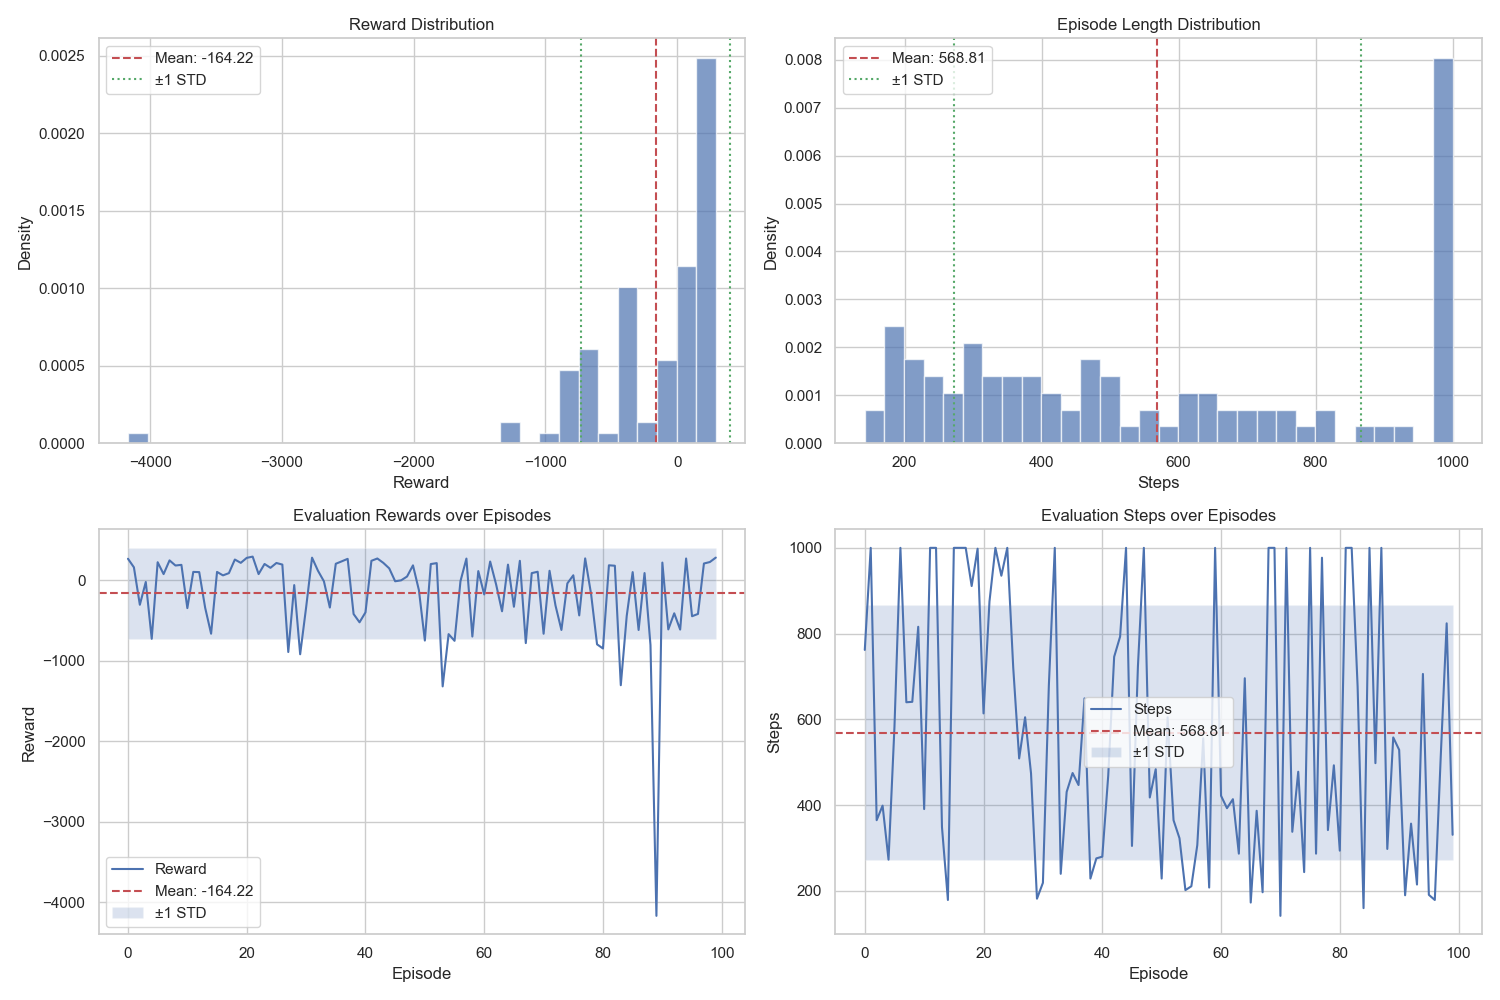 Reward Distribution
Mean: -164.22
±1 STD
0.0025
0.0020
0.0015
0.0010
0.0005
0.0000
Density
−4000
−3000
−2000
−1000
0
Reward
Episode Length Distribution
Mean: 568.81
±1 STD
0.008
0.007
0.006
0.005
0.004
0.003
0.002
0.001
0.000
Density
200
400
600
800
1000
Steps
Evaluation Rewards over Episodes
0
−1000
−2000
−3000
−4000
Reward
Reward
Mean: -164.22
±1 STD
0
20
40
60
80
100
Episode
Evaluation Steps over Episodes
1000
800
600
400
200
Steps
Steps
Mean: 568.81
±1 STD
0
20
40
60
80
100
Episode